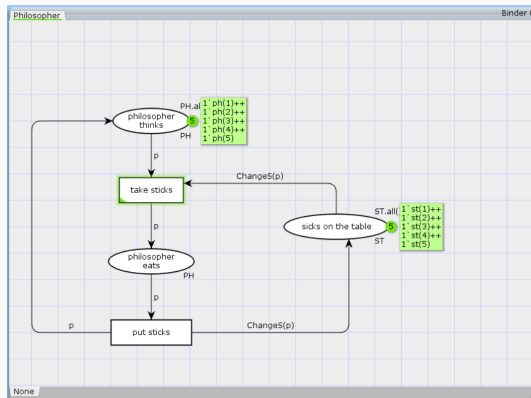 Philosopher
Binder
PH.al
philosopher
thinks
5
1`ph(1)++
1`ph(2)++
1`ph(3)++
1`ph(4)++
1`ph(5)
PH
p
take sticks
ChangeS(p)
p
ST.all(
sicks on the table
5
1`st(1)++
1`st(2)++
1`st(3)++
1`st(4)++
1`st(5)
ST
philosopher
eats
PH
p
p
put sticks
ChangeS(p)
None